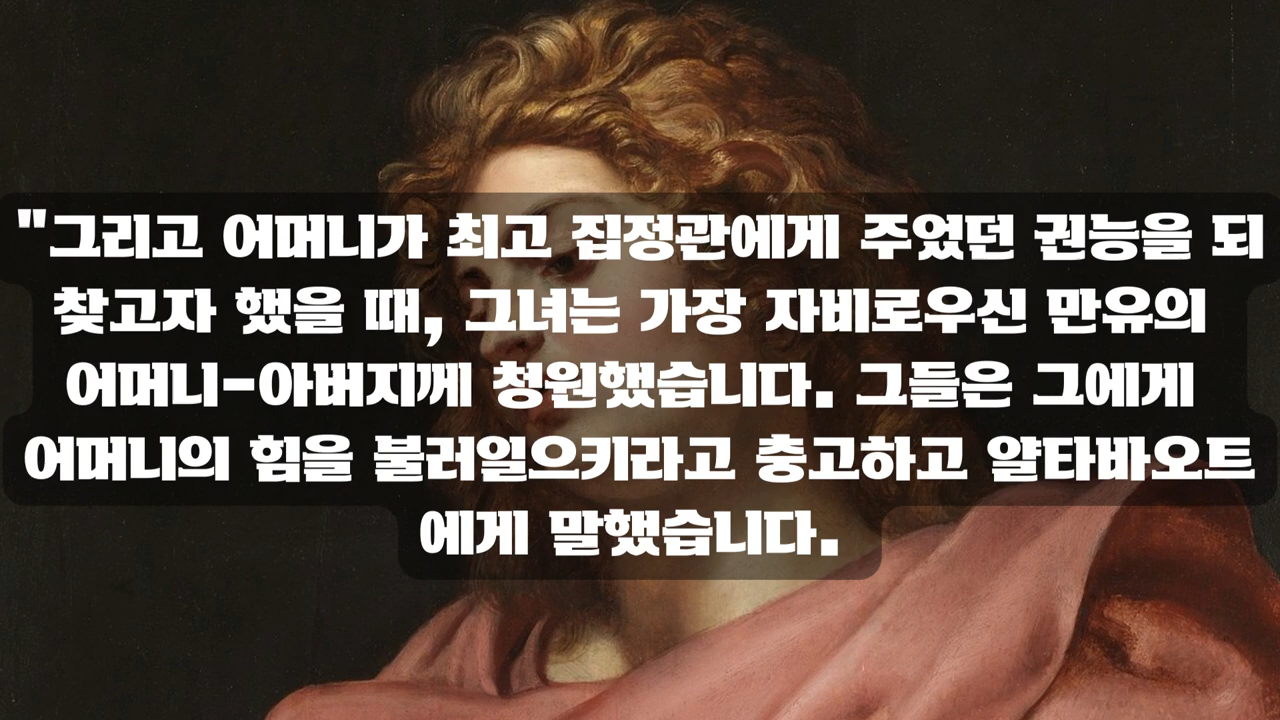 "그리고 어머니가 최고 집정관에게 주었던 권능을 되
찾고자 했을 때, 그녀는 가장 자비로우신 만유의
어머니-아버지께 청원했습니다. 그들은 그에게
어머니의 힘을 불러일으키라고 충고하고 얄타바오트
에게 말했습니다.